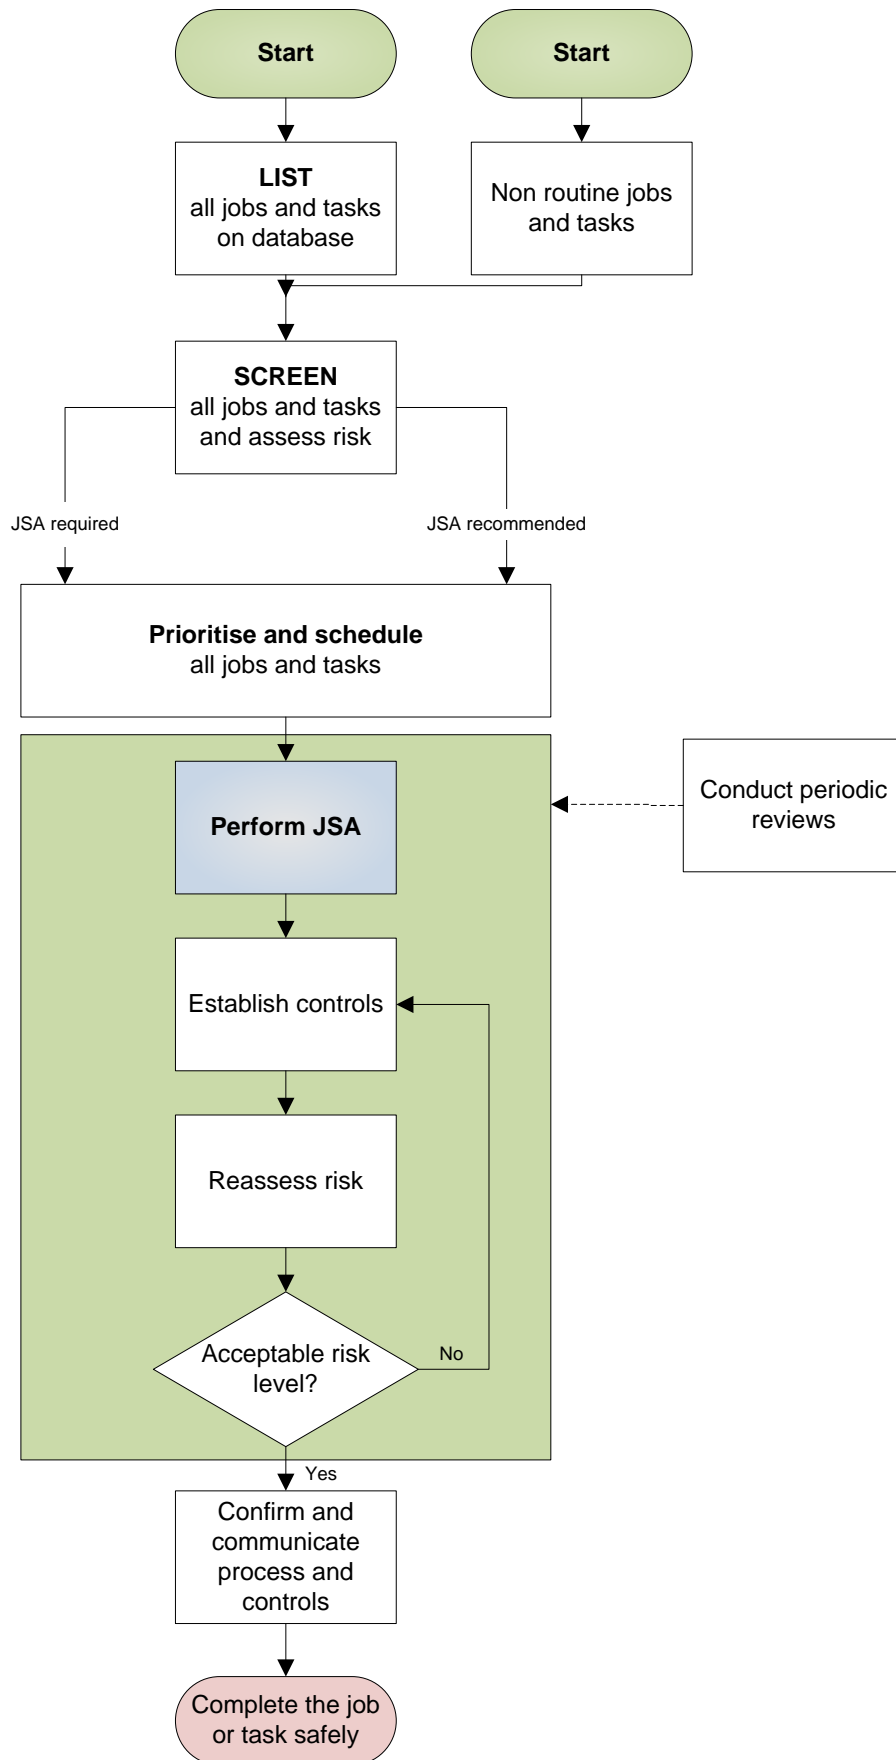 Start
Start
LIST
all jobs and tasks
on database
Non routine jobs
and tasks
SCREEN
all jobs and tasks
and assess risk
JSA required
JSA recommended
Prioritise and schedule
all jobs and tasks
Perform JSA
Conduct periodic
reviews
Establish controls
Reassess risk
Acceptable risk
level?
No
Yes
Confirm and
communicate
process and
controls
Complete the job
or task safely